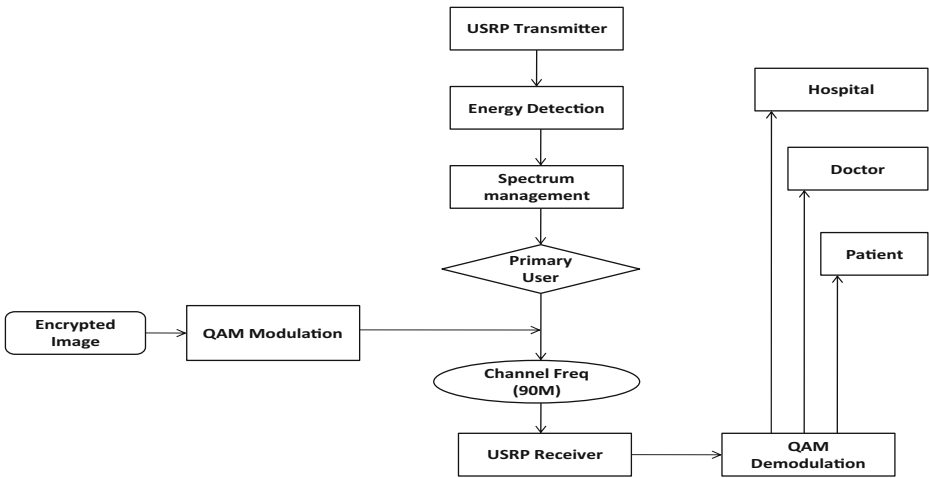 USRP Transmitter
Energy Detection
Spectrum
management
Primary
User
Encrypted
Image
QAM Modulation
Channel Freq
(90M)
USRP Receiver
QAM
Demodulation
Hospital
Doctor
Patient